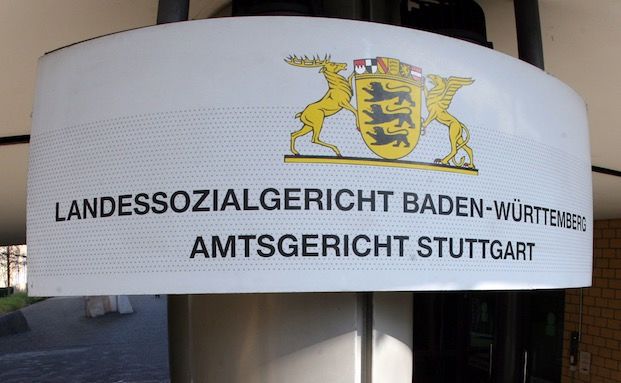 LANDESSOZIALGERICHT BADEN-WÜRTTEMBERG
AMTSGERICHT STUTTGART